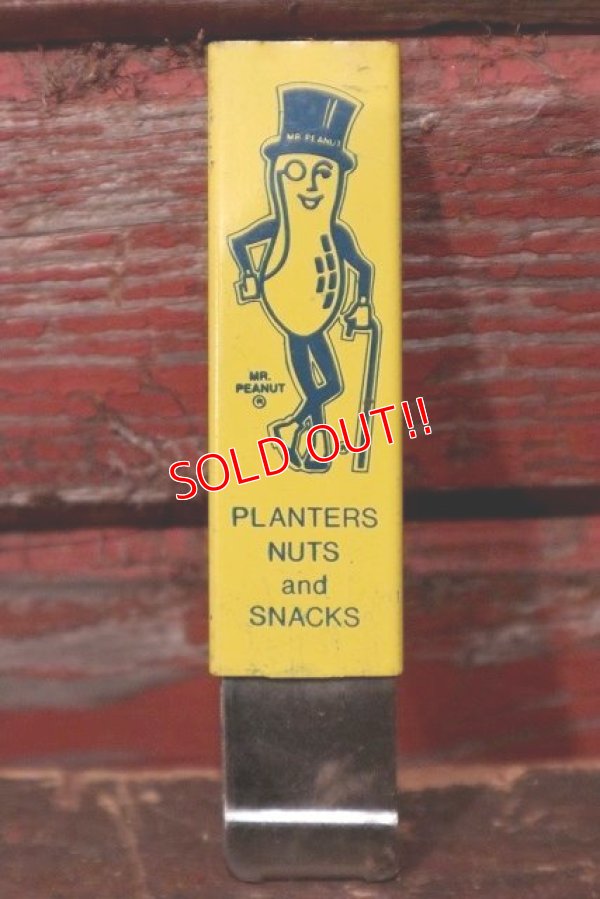 MR. PEANUT
MR.
PEANUT
®
SOLD OUT!!
PLANTERS
NUTS
and
SNACKS